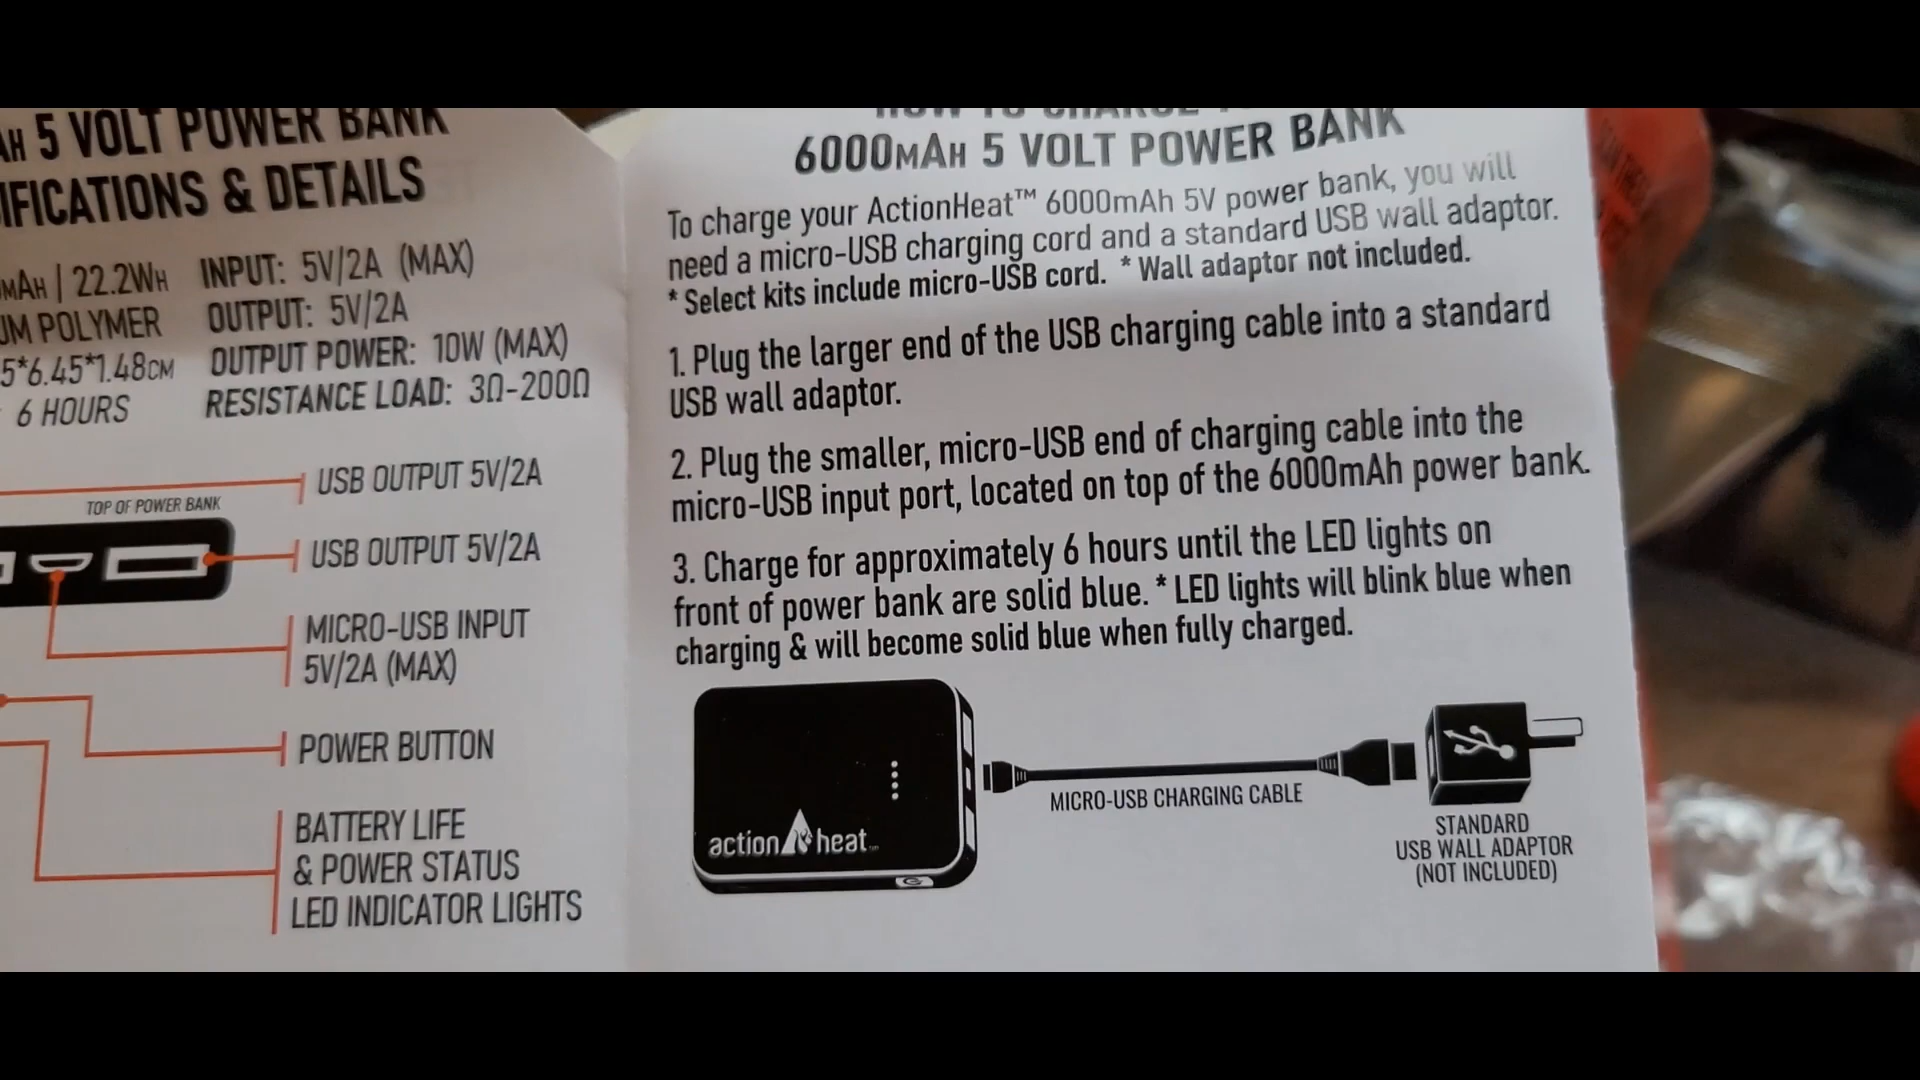 5 VOLT POWER BANK
& DETAILS
22.2WH
POLYMER
6.45*1.48CM
6 HOURS
INPUT: 5V/2A (MAX)
OUTPUT: 5V/2A
OUTPUT POWER: 10W (MAX)
RESISTANCE LOAD: 3Ω-200Ω
TOP OF POWER BANK
USB OUTPUT 5V/2A
USB OUTPUT 5V/2A
MICRO-USB INPUT
5V/2A (MAX)
POWER BUTTON
BATTERY LIFE
& POWER STATUS
LED INDICATOR LIGHTS
6000MAH 5 VOLT POWER BANK
To charge your ActionHeat™ 6000mAh 5V power bank, you will
need a micro-USB charging cord and a standard USB wall adaptor.
* Select kits include micro-USB cord. * Wall adaptor not included.
1. Plug the larger end of the USB charging cable into a standard
USB wall adaptor.
2. Plug the smaller, micro-USB end of charging cable into the
micro-USB input port, located on top of the 6000mAh power bank.
3. Charge for approximately 6 hours until the LED lights on
front of power bank are solid blue. * LED lights will blink blue when
charging & will become solid blue when fully charged.
action heat
MICRO-USB CHARGING CABLE
STANDARD
USB WALL ADAPTOR
(NOT INCLUDED)